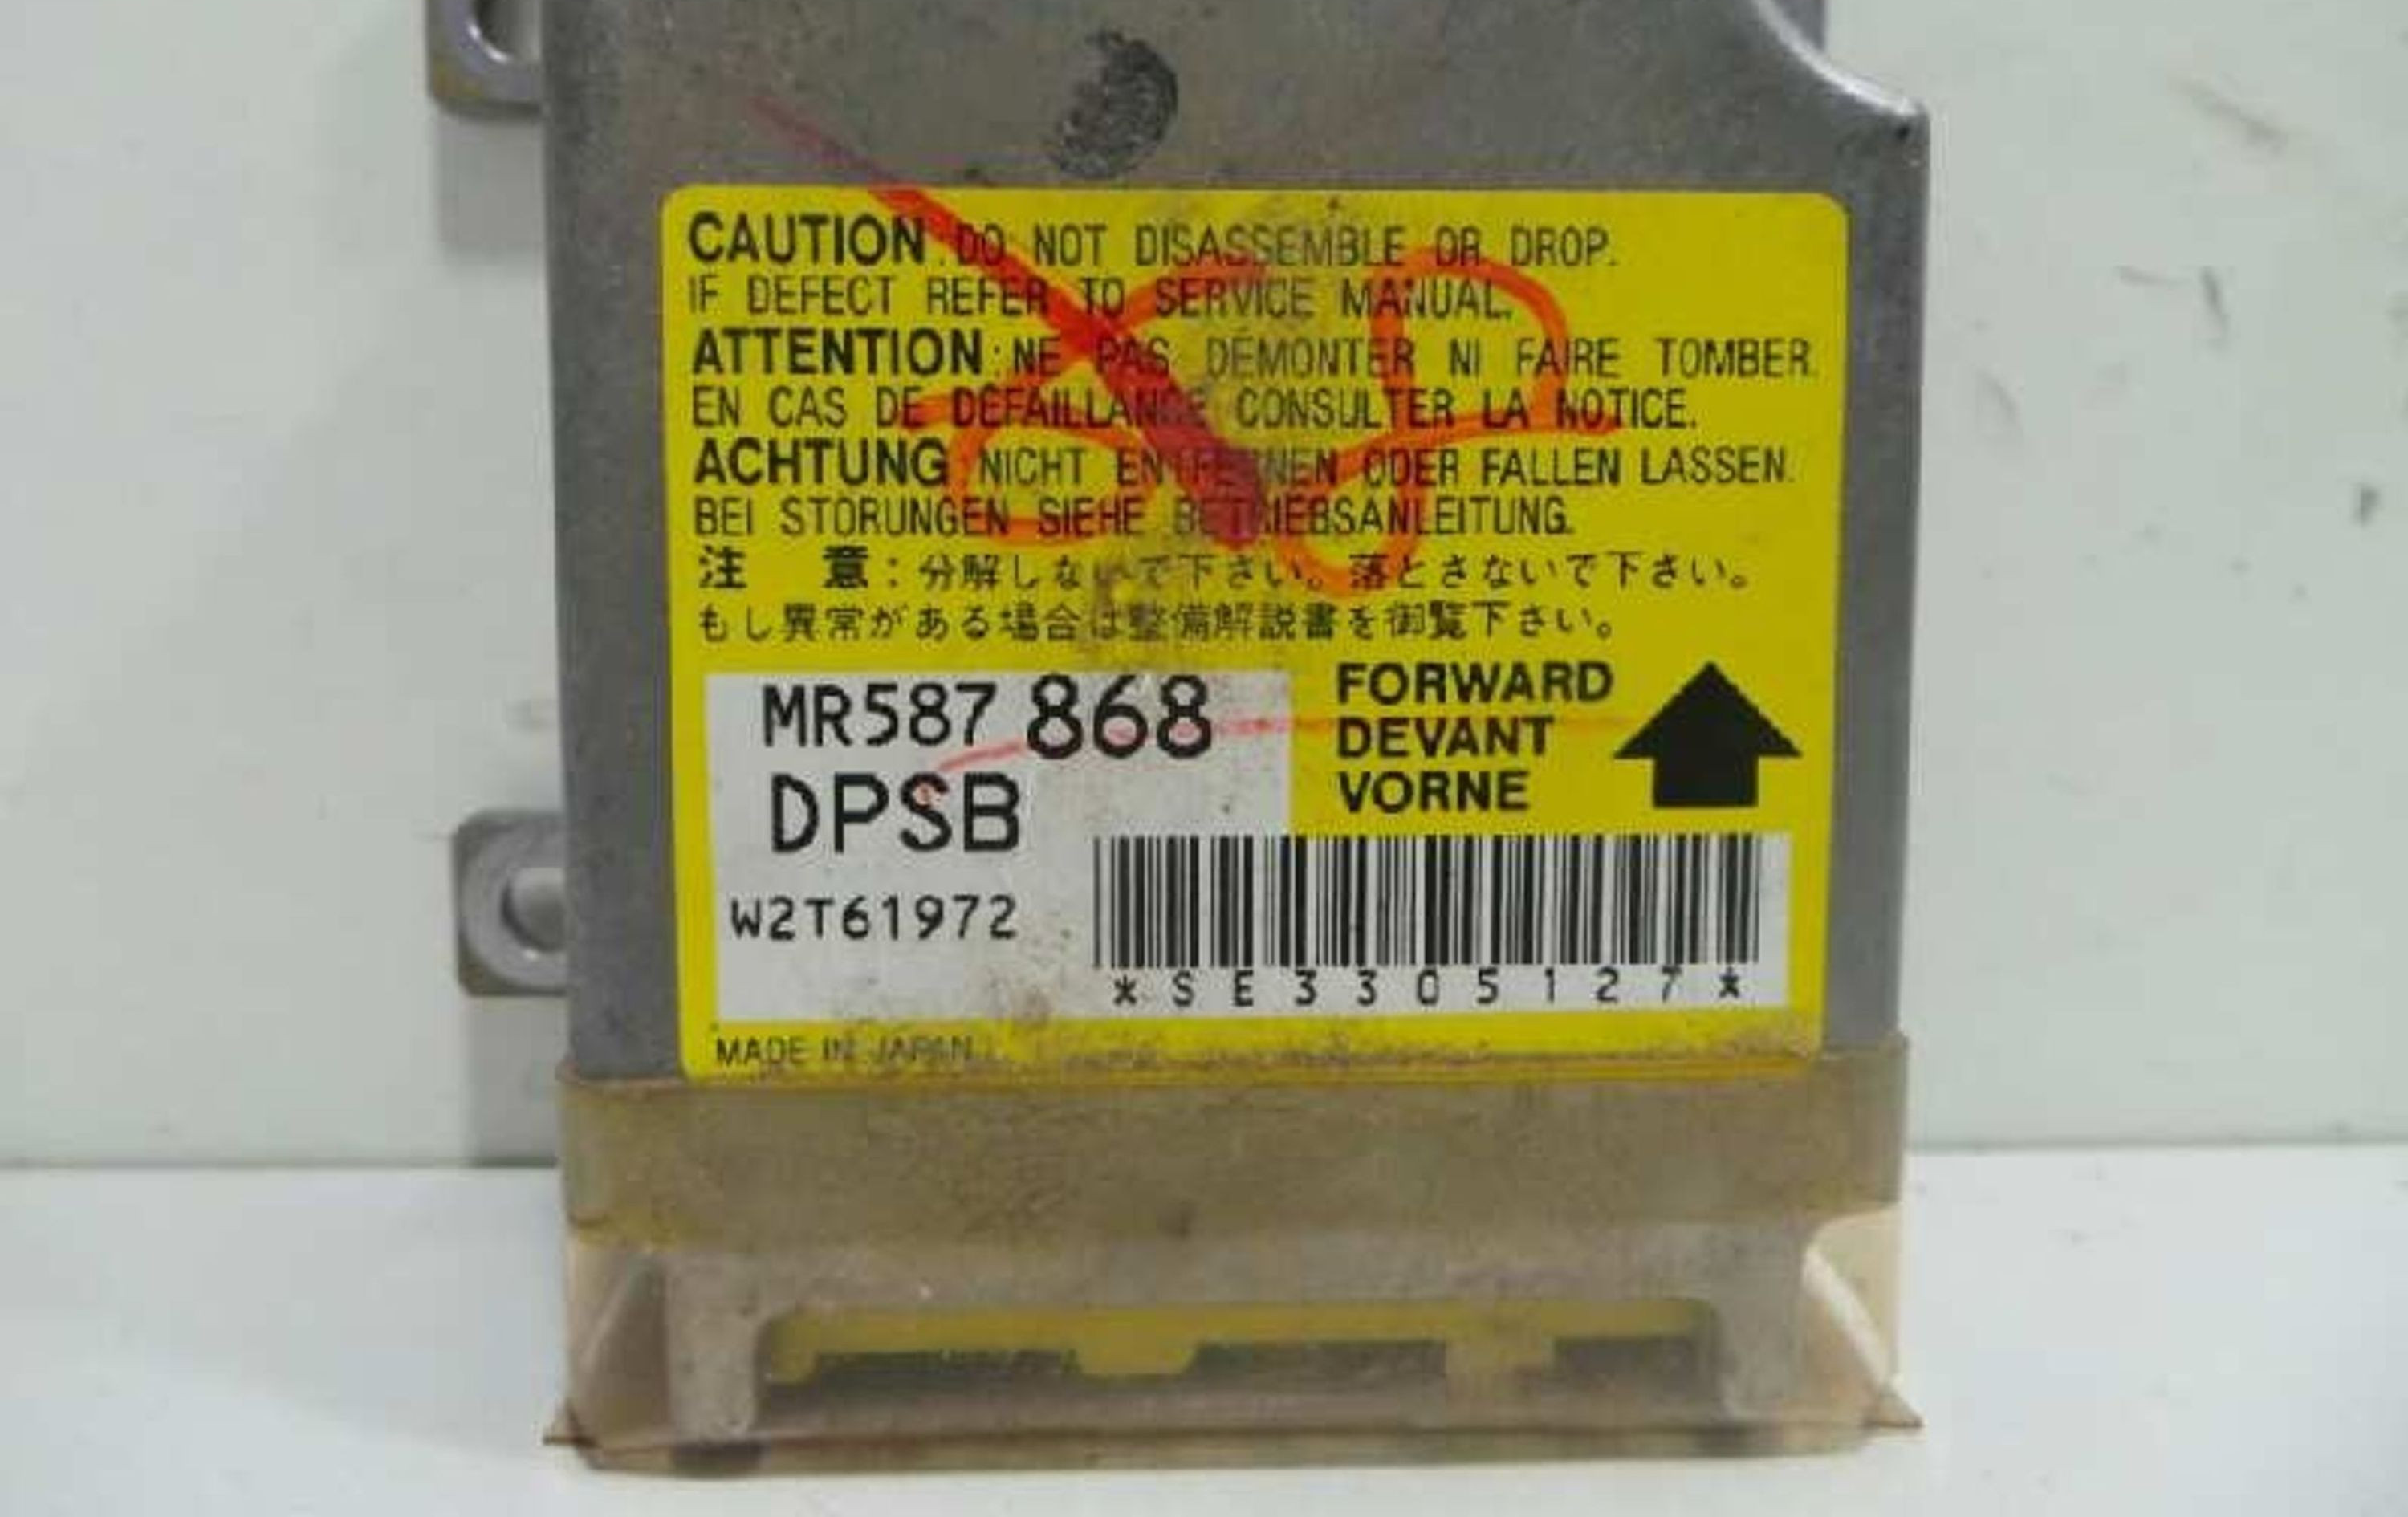 CAUTION: DO NOT DISASSEMBLE OR DROP.
IF DEFECT REFER TO SERVICE MANUAL.
ATTENTION: NE PAS DEMONTER NI FAIRE TOMBER.
EN CAS DE DEFAILLANCE CONSULTER LA NOTICE.
ACHTUNG: NICHT ENTFERNEN ODER FALLEN LASSEN.
BEI STORUNGEN SIEHE BETRIEBSANLEITUNG.
注 意: 分解しないで下さい。落とさないで下さい。
もし異常がある場合は整備解説書を御覧下さい。
MR587 868
DPSB
FORWARD
DEVANT
VORNE
W2T61972
*SE3305127*
MADE IN JAPAN